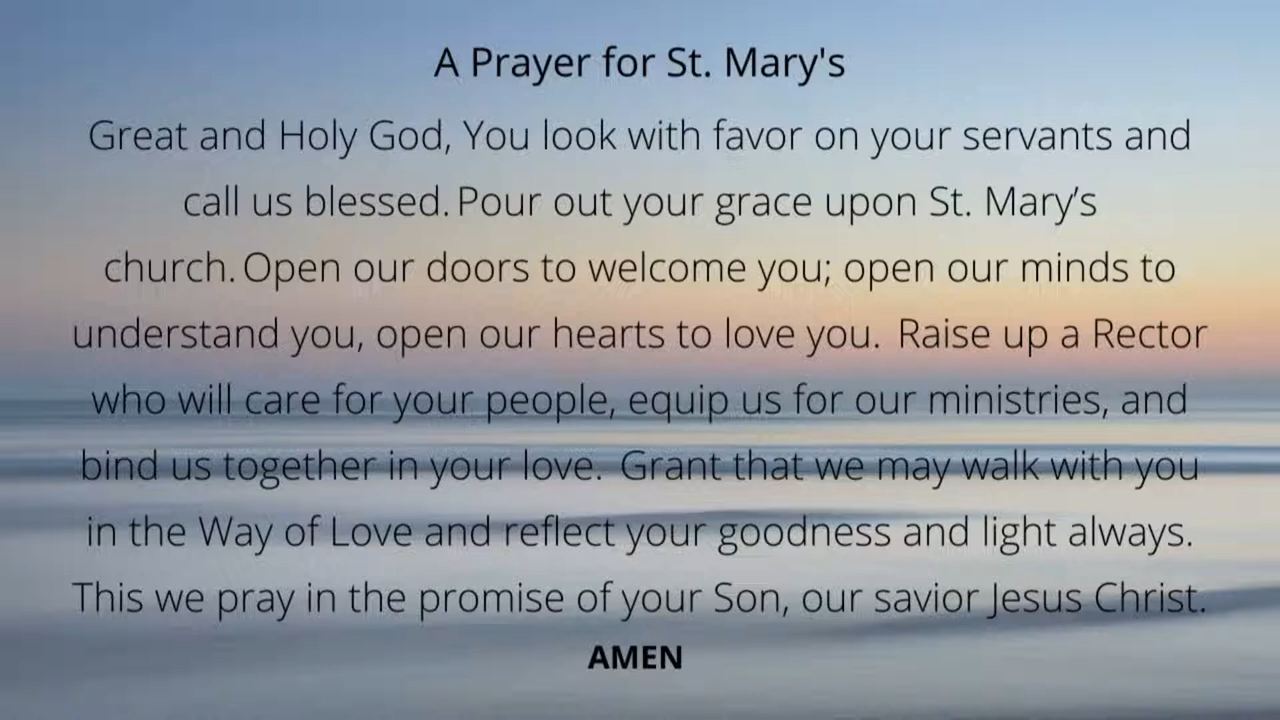 A Prayer for St. Mary's
Great and Holy God, You look with favor on your servants and
call us blessed. Pour out your grace upon St. Mary’s
church. Open our doors to welcome you; open our minds to
understand you, open our hearts to love you. Raise up a Rector
who will care for your people, equip us for our ministries, and
bind us together in your love. Grant that we may walk with you
in the Way of Love and reflect your goodness and light always.
This we pray in the promise of your Son, our savior Jesus Christ.
AMEN